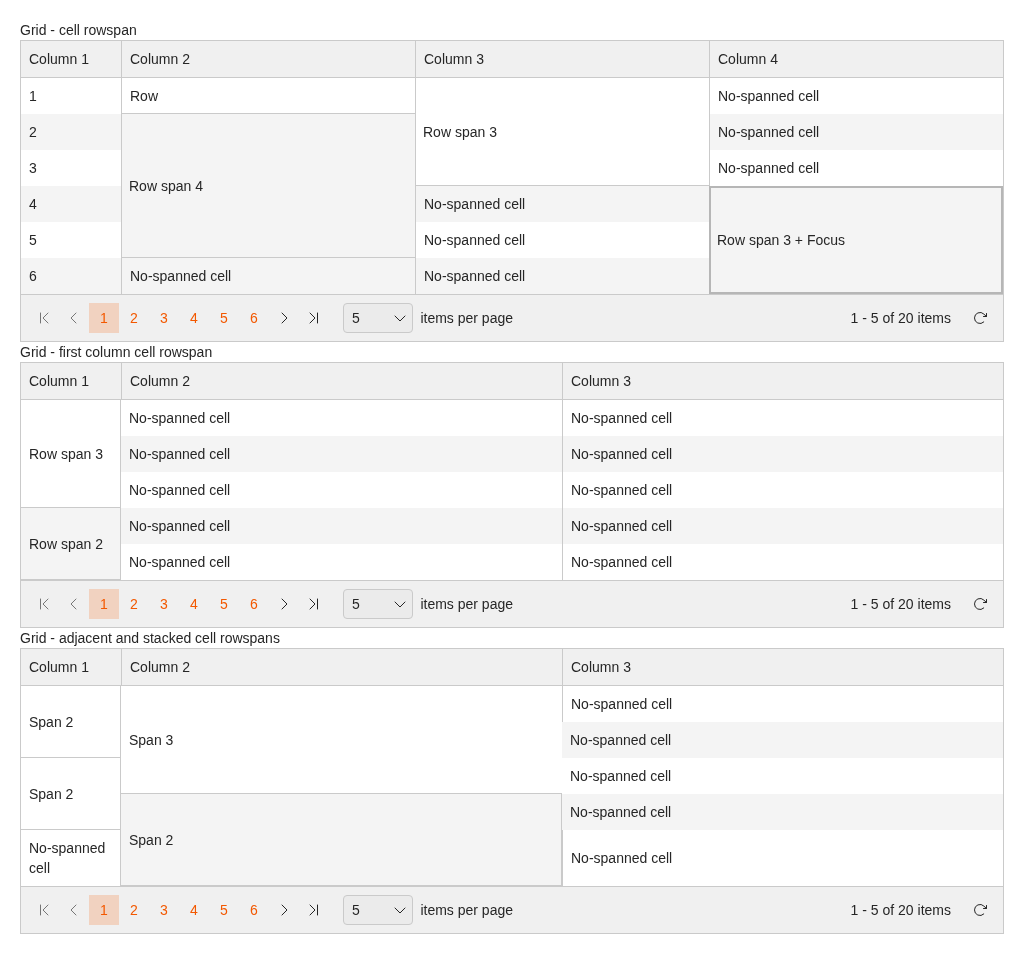 Grid - cell rowspan
Column 1 Column 2 Column 3 Column 4
1 Row No-spanned cell
2 Row span 3 No-spanned cell
3 No-spanned cell
Row span 4
4 No-spanned cell
5 No-spanned cell Row span 3 + Focus
6 No-spanned cell No-spanned cell
1 2 3 4 5 6 5 items per page 1 - 5 of 20 items
Grid - first column cell rowspan
Column 1 Column 2 Column 3
No-spanned cell No-spanned cell
Row span 3 No-spanned cell No-spanned cell
No-spanned cell No-spanned cell
No-spanned cell No-spanned cell
Row span 2
No-spanned cell No-spanned cell
1 2 3 4 5 6 5 items per page 1 - 5 of 20 items
Grid - adjacent and stacked cell rowspans
Column 1 Column 2 Column 3
No-spanned cell
Span 2
Span 3 No-spanned cell
No-spanned cell
Span 2
No-spanned cell
Span 2
No-spanned
cell
No-spanned cell
1 2 3 4 5 6 5 items per page 1 - 5 of 20 items